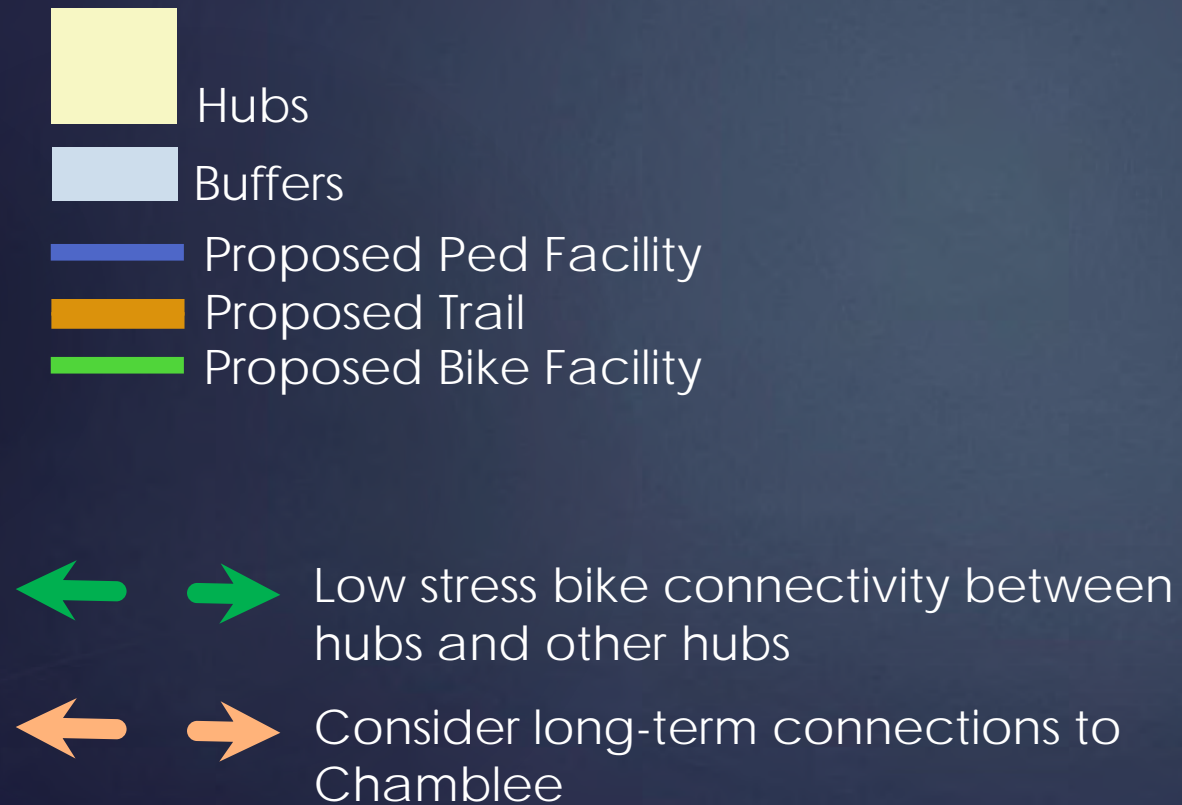 Hubs
Buffers
Proposed Ped Facility
Proposed Trail
Proposed Bike Facility
Low stress bike connectivity between
hubs and other hubs
Consider long-term connections to
Chamblee